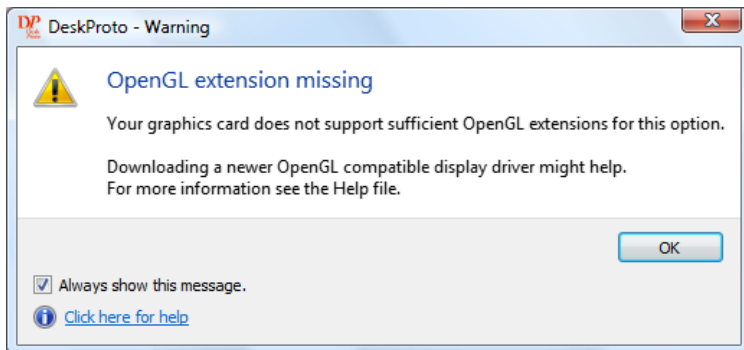 DP DeskProto - Warning
OpenGL extension missing
Your graphics card does not support sufficient OpenGL extensions for this option.
Downloading a newer OpenGL compatible display driver might help.
For more information see the Help file.
OK
Always show this message.
Click here for help